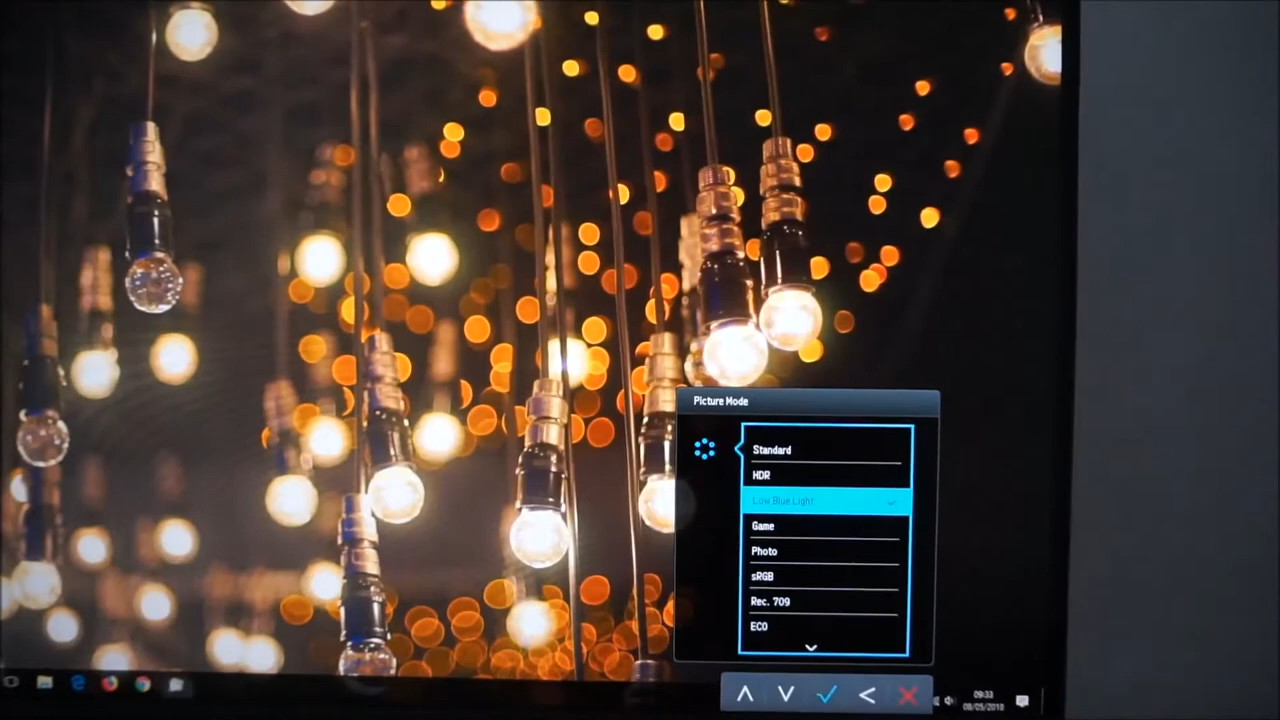 Picture Mode
Standard
HDR
Low Blue Light
Game
Photo
sRGB
Rec. 709
ECO
09:33
08/05/2018